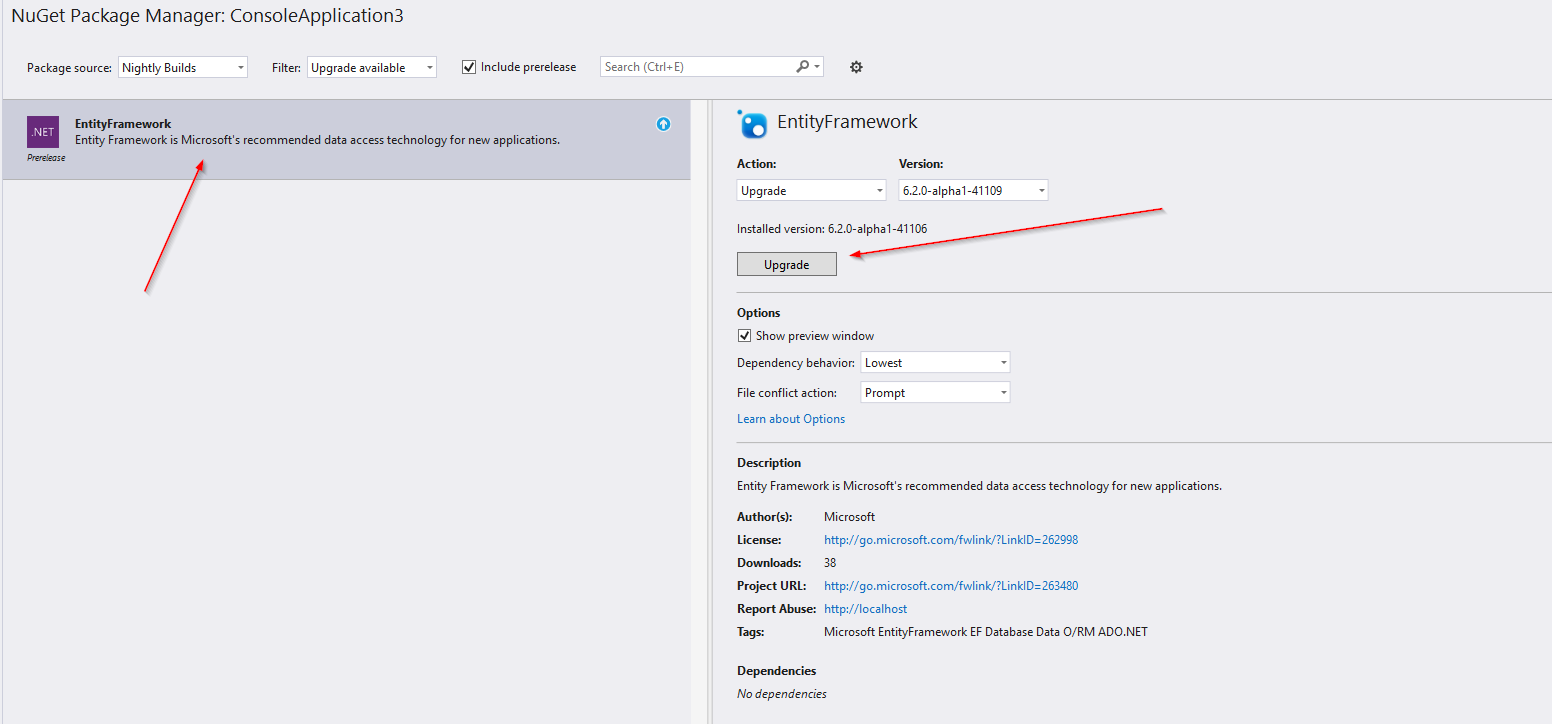 NuGet Package Manager: ConsoleApplication3
Package source: Nightly Builds Filter: Upgrade available Include prerelease Search (Ctrl+E)
.NET
Prerelease
EntityFramework
Entity Framework is Microsoft's recommended data access technology for new applications.
EntityFramework
Action: Version:
Upgrade 6.2.0-alpha1-41109
Installed version: 6.2.0-alpha1-41106
Upgrade
Options
Show preview window
Dependency behavior: Lowest
File conflict action: Prompt
Learn about Options
Description
Entity Framework is Microsoft's recommended data access technology for new applications.
Author(s): Microsoft
License: http://go.microsoft.com/fwlink/?LinkID=262998
Downloads: 38
Project URL: http://go.microsoft.com/fwlink/?LinkID=263480
Report Abuse: http://localhost
Tags: Microsoft EntityFramework EF Database Data O/RM ADO.NET
Dependencies
No dependencies